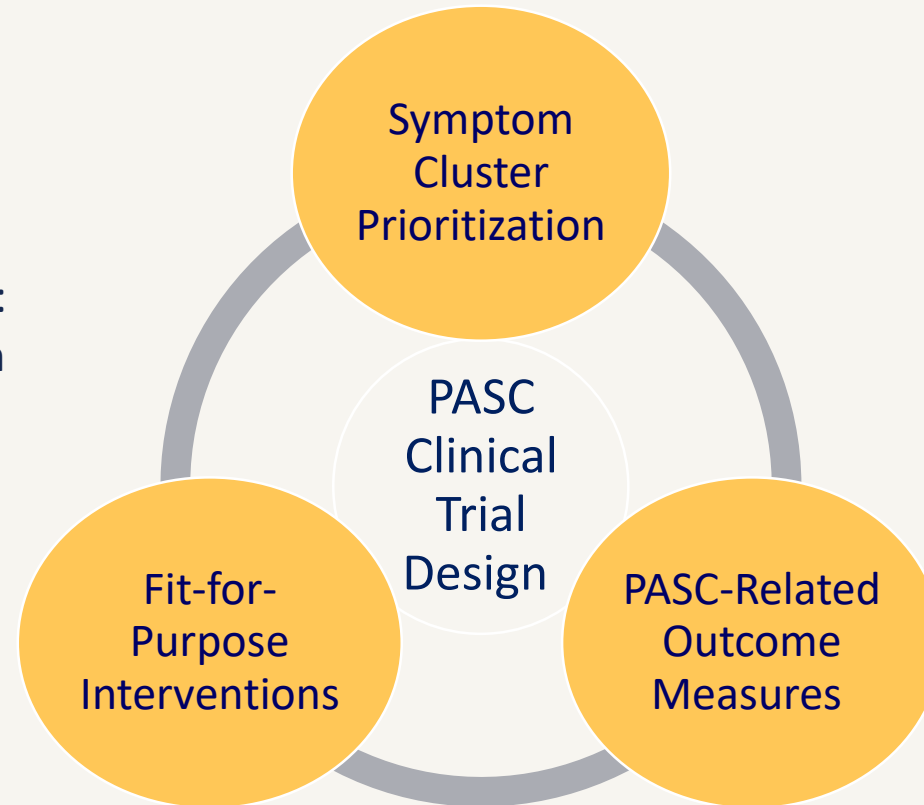 Symptom
Cluster
Prioritization
:
PASC
Clinical
Trial
Design
Fit-for-
Purpose
Interventions
PASC-Related
Outcome
Measures